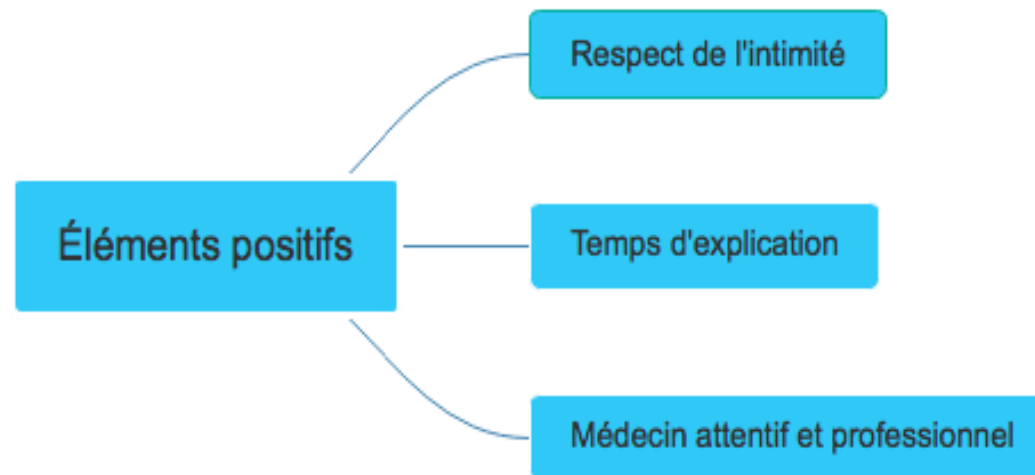 Respect de l'intimité
Éléments positifs
Temps d'explication
Médecin attentif et professionnel